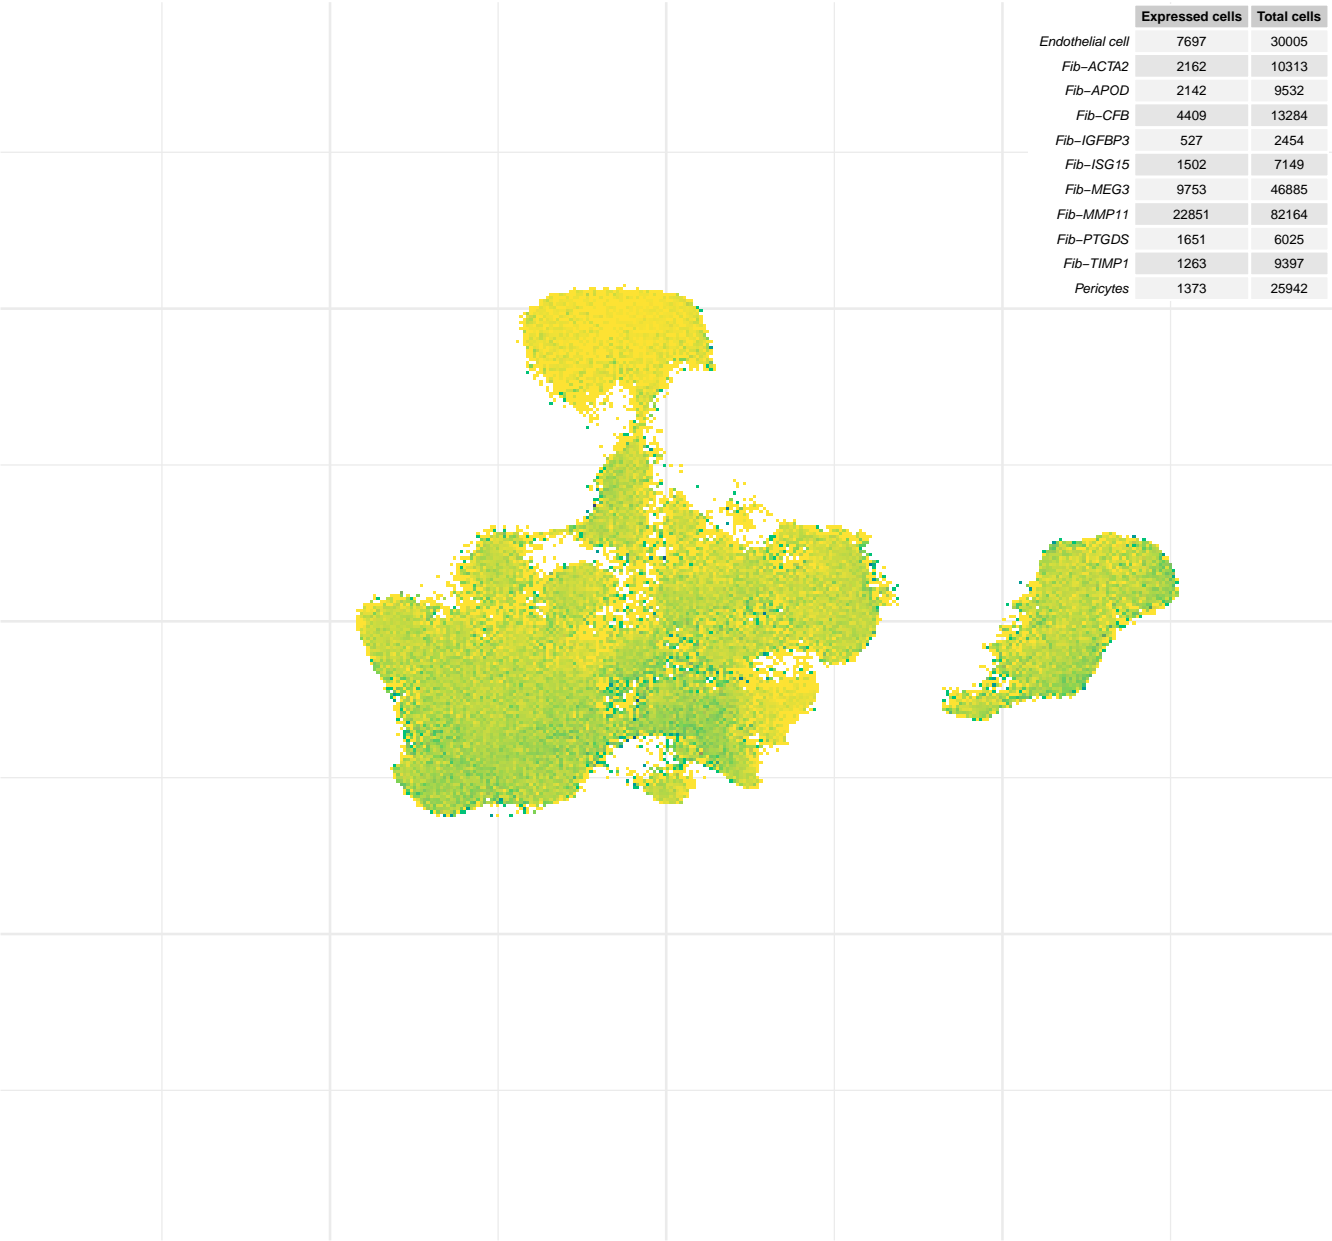 Expressed cells Total cells
Endothelial cell 7697 30005
Fib−ACTA2 2162 10313
Fib−APOD 2142 9532
Fib−CFB 4409 13284
Fib−IGFBP3 527 2454
Fib−ISG15 1502 7149
Fib−MEG3 9753 46885
Fib−MMP11 22851 82164
Fib−PTGDS 1651 6025
Fib−TIMP1 1263 9397
Pericytes 1373 25942